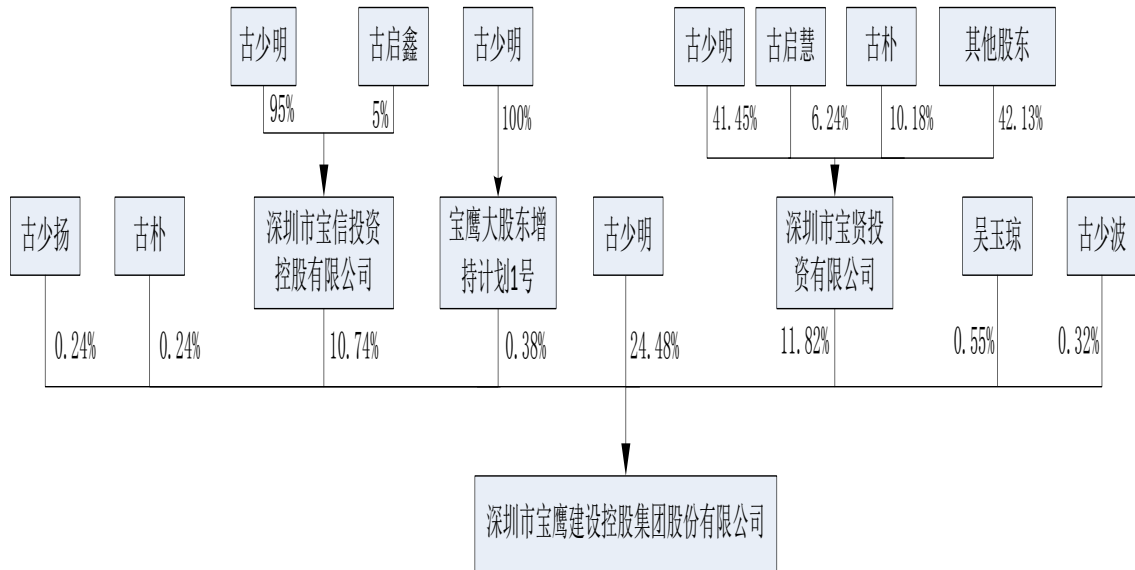 古少明
古启鑫
古少明
古少明
古启慧
古朴
其他股东
95%
5%
100%
41.45%
6.24%
10.18%
42.13%
古少扬
古朴
深圳市宝信投资
控股有限公司
宝鹰大股东增
持计划1号
古少明
深圳市宝贤投
资有限公司
吴玉琼
古少波
0.24%
0.24%
10.74%
0.38%
24.48%
11.82%
0.55%
0.32%
深圳市宝鹰建设控股集团股份有限公司